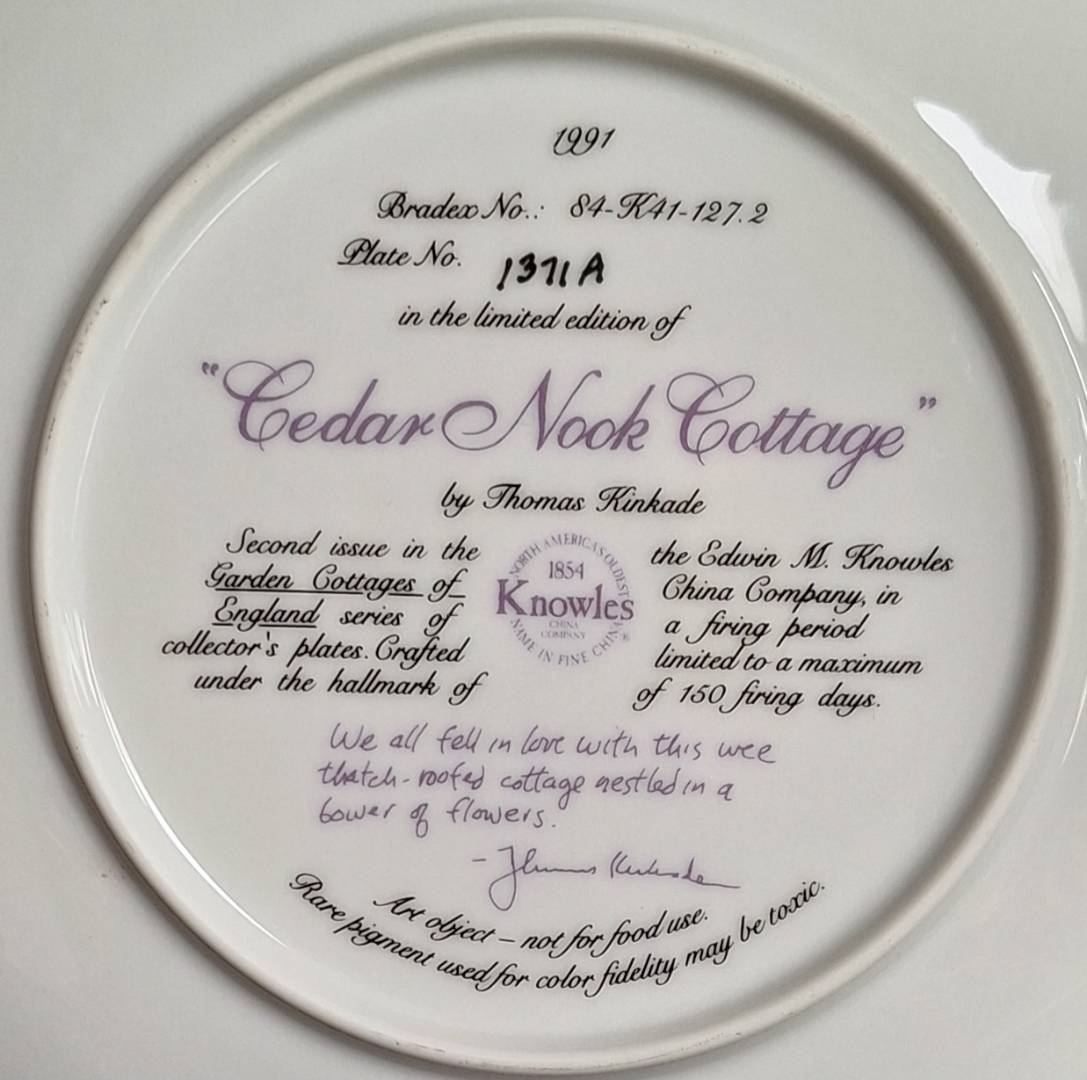 1991
Bradex No.: 84-K41-127.2
Plate No. 1371A
in the limited edition of
"Cedar Nook Cottage"
by Thomas Kinkade
Second issue in the
Garden Cottages of
England series of
collector's plates. Crafted
under the hallmark of
NORTH AMERICA'S OLDEST
1854
Knowles
CHINA
COMPANY
®
NAME IN FINE CHINA
the Edwin M. Knowles
China Company, in
a firing period
limited to a maximum
of 150 firing days.
We all fell in love with this wee
thatch-roofed cottage nestled in a
bower of flowers.
- Thomas Kinkade
Art object – not for food use.
Rare pigment used for color fidelity may be toxic.